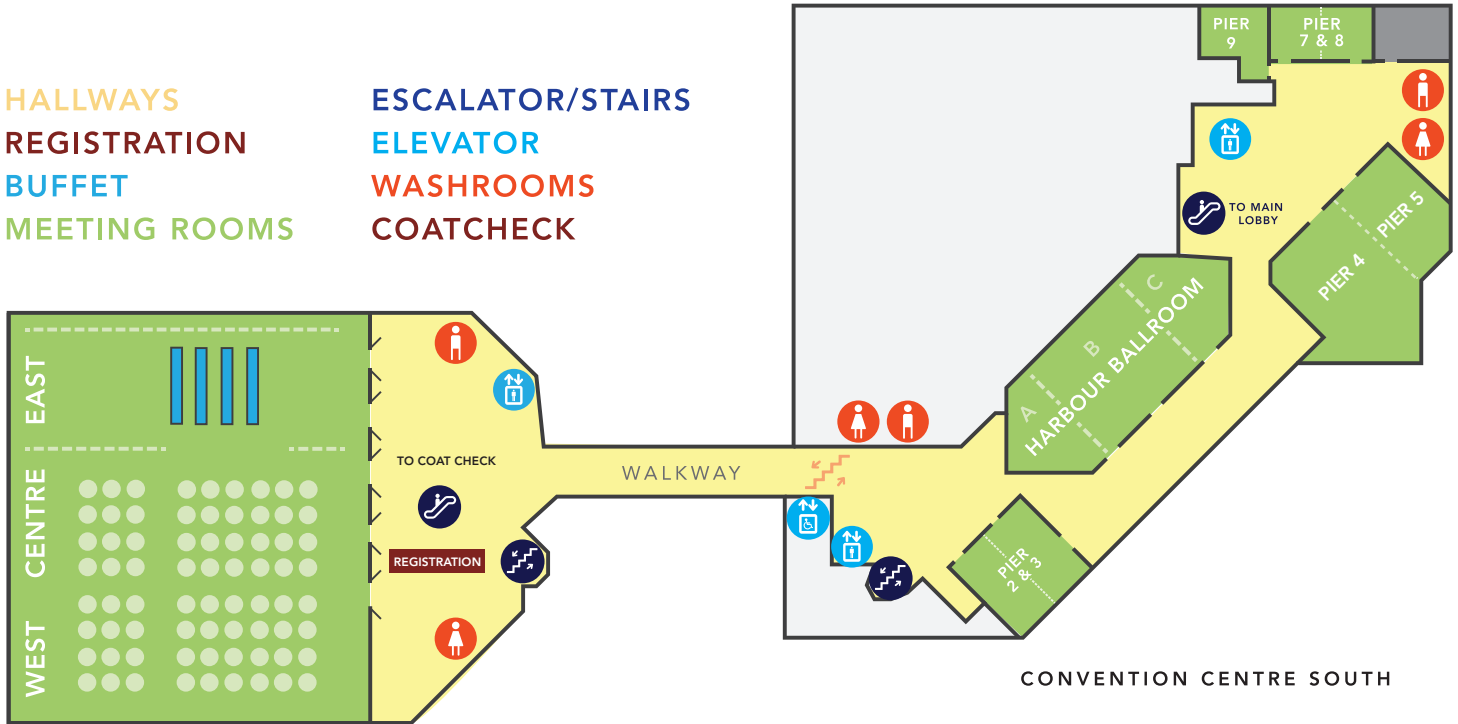 HALLWAYS
REGISTRATION
BUFFET
MEETING ROOMS
ESCALATOR/STAIRS
ELEVATOR
WASHROOMS
COATCHECK
PIER
9
PIER
7 & 8
TO MAIN
LOBBY
PIER 5
PIER 4
C
B
A
HARBOUR BALLROOM
EAST
CENTRE
WEST
TO COAT CHECK
REGISTRATION
WALKWAY
PIER
2 & 3
CONVENTION CENTRE SOUTH